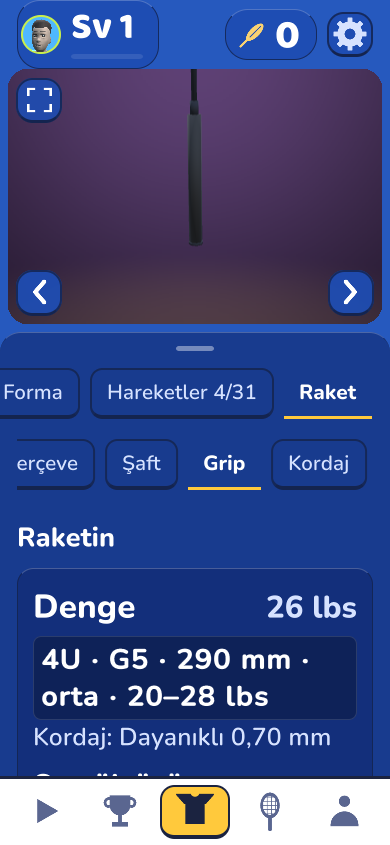 Sv 1
0
Forma
Hareketler 4/31
Raket
erçeve
Şaft
Grip
Kordaj
Raketin
Denge
26 lbs
4U · G5 · 290 mm ·
orta · 20–28 lbs
Kordaj: Dayanıklı 0,70 mm